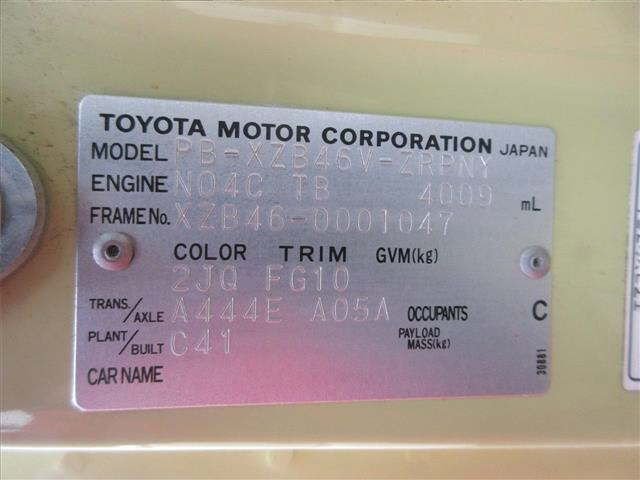 TOYOTA MOTOR CORPORATION JAPAN
MODEL PB-XZB46V-ZRPNY
ENGINE N04C TB 4009 mL
FRAME No. XZB46-0001047
COLOR TRIM GVM(kg)
2JQ FG10
TRANS./AXLE A444E A05A OCCUPANTS C
PLANT/BUILT C41 PAYLOAD MASS(kg)
CAR NAME
30881